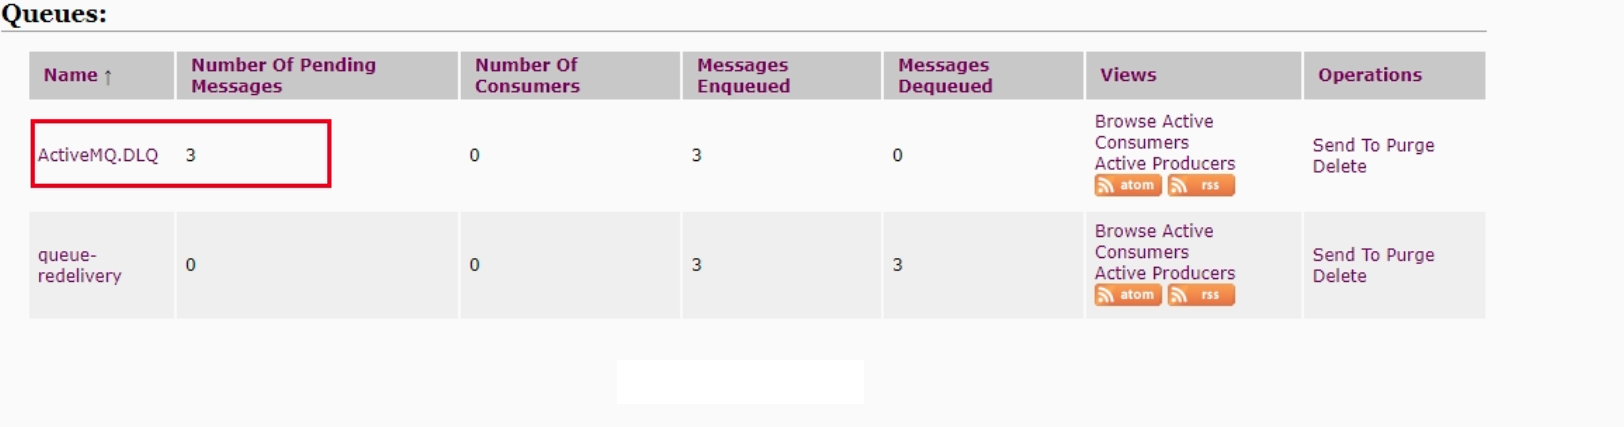 Queues:
Name ↑ Number Of Pending Messages Number Of Consumers Messages Enqueued Messages Dequeued Views Operations
ActiveMQ.DLQ 3 0 3 0
Browse Active
Consumers
Active Producers
atom rss
Send To Purge
Delete
queue-
redelivery 0 0 3 3
Browse Active
Consumers
Active Producers
atom rss
Send To Purge
Delete